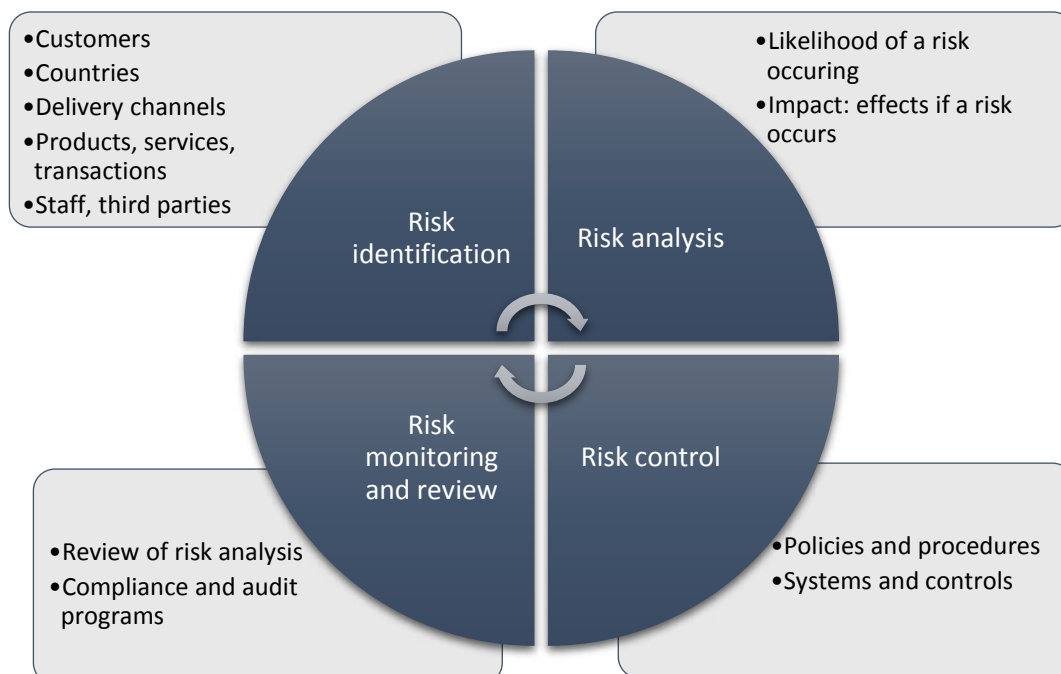 •Customers
•Countries
•Delivery channels
•Products, services,
transactions
•Staff, third parties
•Likelihood of a risk
occuring
•Impact: effects if a risk
occurs
Risk
identification
Risk analysis
Risk
monitoring
and review
Risk control
•Review of risk analysis
•Compliance and audit
programs
•Policies and procedures
•Systems and controls